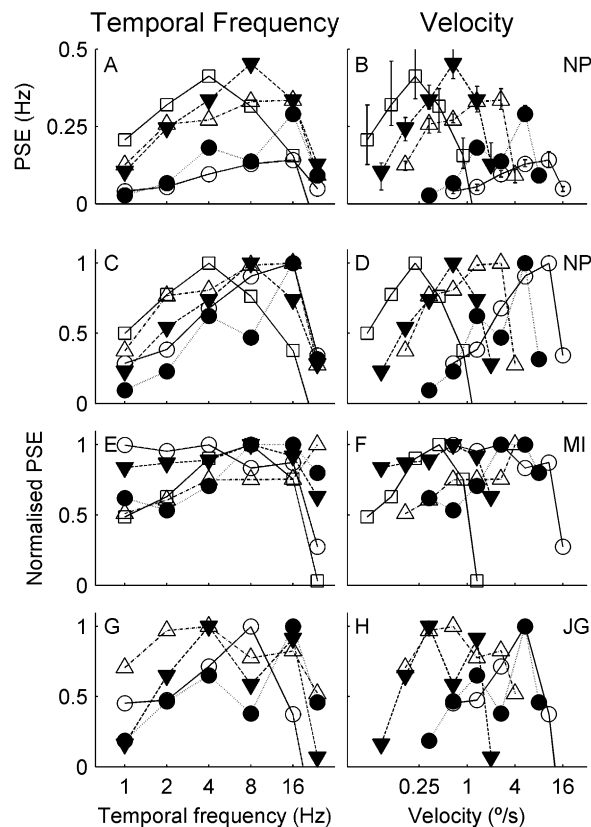 Temporal Frequency Velocity
A B NP
PSE (Hz)
0.5
0.25
0
C D NP
1
0.5
0
E F MI
Normalised PSE
1
0.5
0
G H JG
1
0.5
0
1 2 4 8 16 0.25 1 4 16
Temporal frequency (Hz) Velocity (º/s)